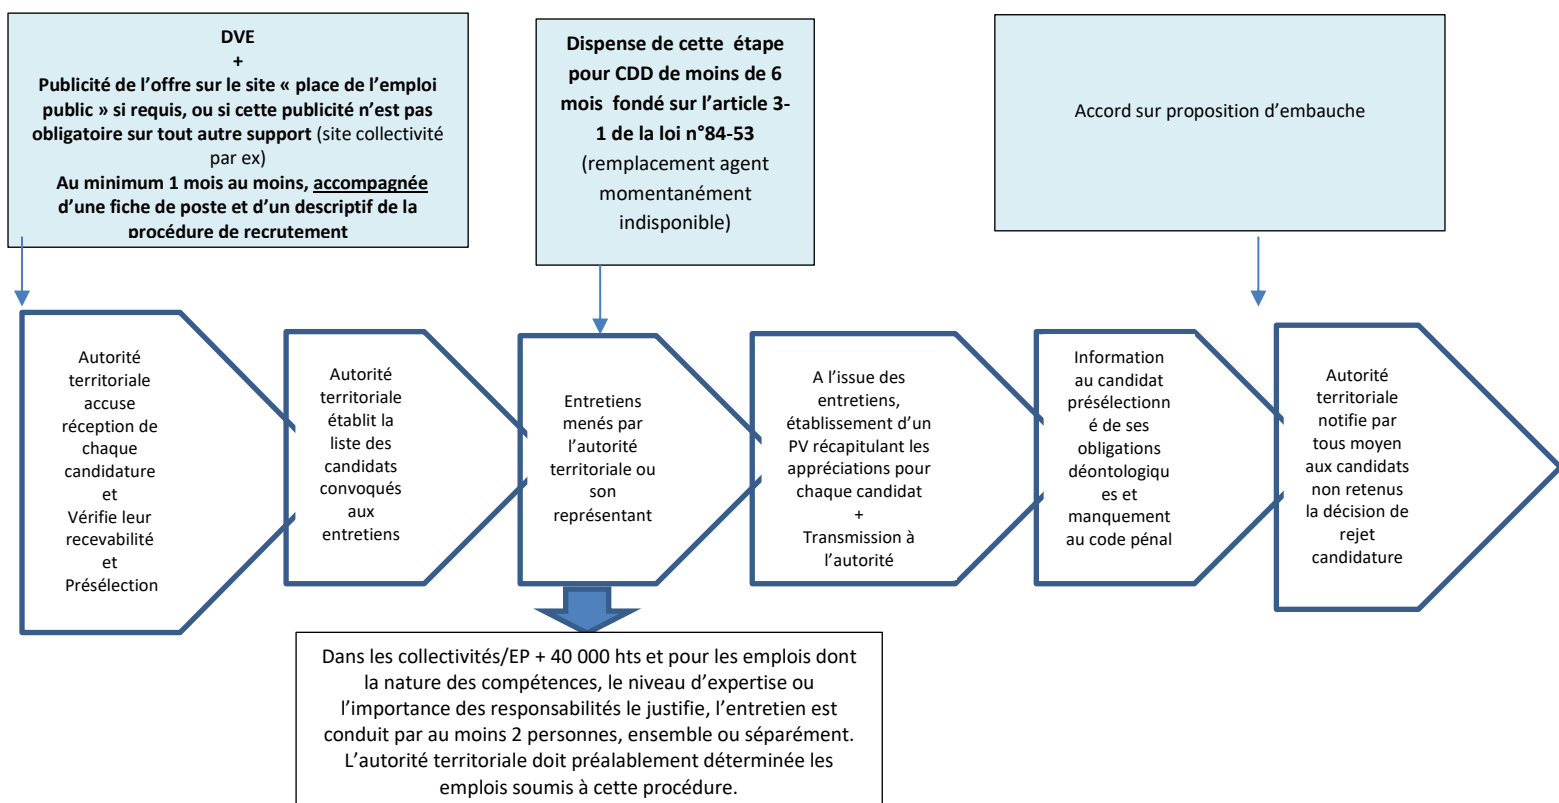 DVE
+
Publicité de l’offre sur le site « place de l’emploi
public » si requis, ou si cette publicité n’est pas
obligatoire sur tout autre support (site collectivité
par ex)
Au minimum 1 mois au moins, accompagnée
d’une fiche de poste et d’un descriptif de la
procédure de recrutement
Dispense de cette étape
pour CDD de moins de 6
mois fondé sur l’article 3-
1 de la loi n°84-53
(remplacement agent
momentanément
indisponible)
Accord sur proposition d’embauche
Autorité
territoriale
accuse
réception de
chaque
candidature
et
Vérifie leur
recevabilité
et
Présélection
Autorité
territoriale
établit la
liste des
candidats
convoqués
aux
entretiens
Entretiens
menés par
l’autorité
territoriale ou
son
représentant
A l’issue des
entretiens,
établissement d’un
PV récapitulant les
appréciations pour
chaque candidat
+
Transmission à
l’autorité
Information
au candidat
présélectionn
é de ses
obligations
déontologiqu
es et
manquement
au code pénal
Autorité
territoriale
notifie par
tous moyen
aux candidats
non retenus
la décision de
rejet
candidature
Dans les collectivités/EP + 40 000 hts et pour les emplois dont
la nature des compétences, le niveau d’expertise ou
l’importance des responsabilités le justifie, l’entretien est
conduit par au moins 2 personnes, ensemble ou séparément.
L’autorité territoriale doit préalablement déterminée les
emplois soumis à cette procédure.